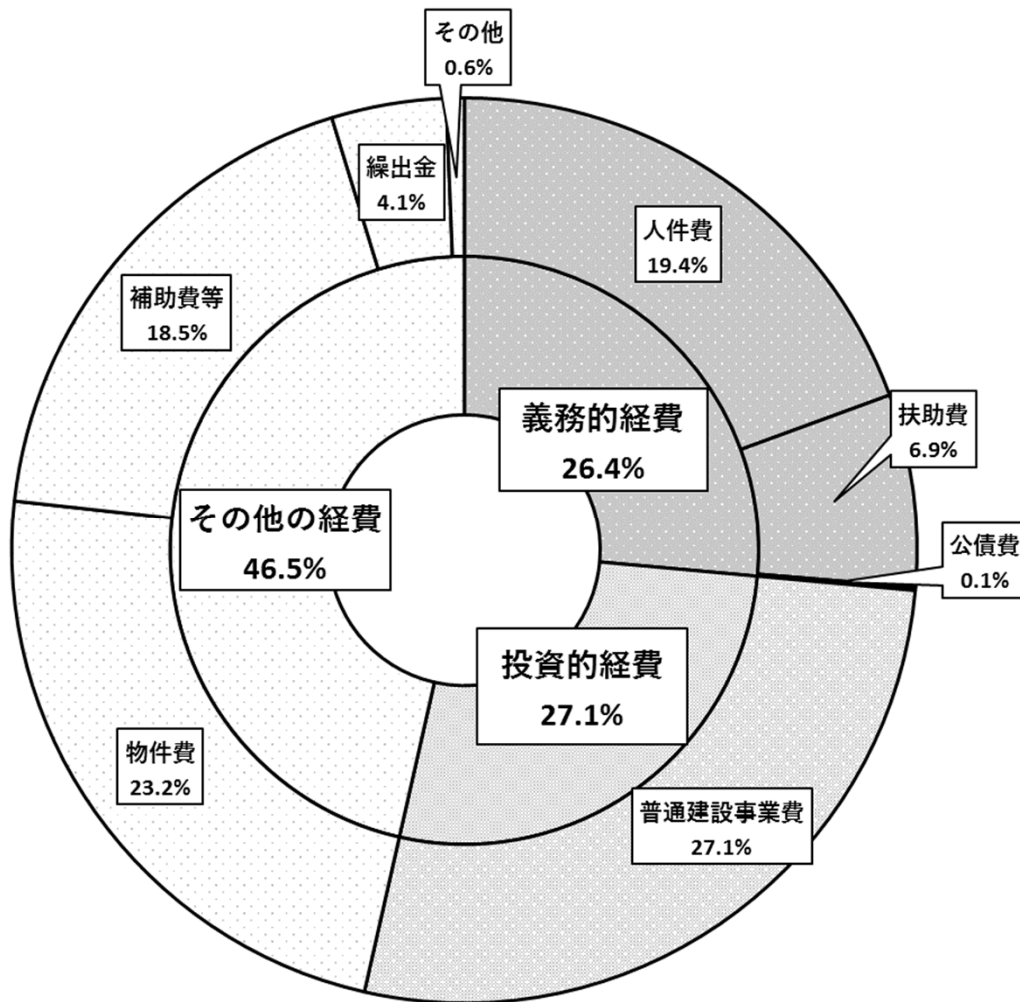 その他
0.6%
繰出金
4.1%
人件費
19.4%
補助費等
18.5%
義務的経費
26.4%
扶助費
6.9%
その他の経費
46.5%
公債費
0.1%
投資的経費
27.1%
物件費
23.2%
普通建設事業費
27.1%